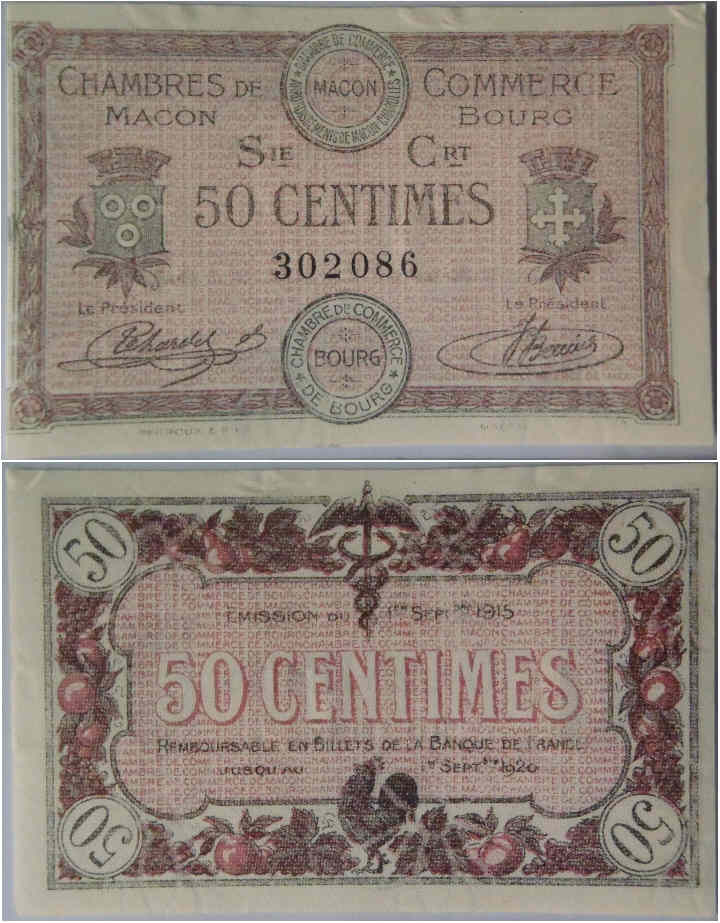 CHAMBRES DE COMMERCE
MACON BOURG
CHAMBRE DE COMMERCE
MACON
SIE CRT
50 CENTIMES
302086
Le Président Le Président
CHAMBRE DE COMMERCE
BOURG
DE BOURG
50 50
EMISSION DU 1ER SEPTBRE 1915
50 CENTIMES
REMBOURSABLE EN BILLETS DE LA BANQUE DE FRANCE
JUSQU'AU 1ER SEPTBRE 1920
50 50